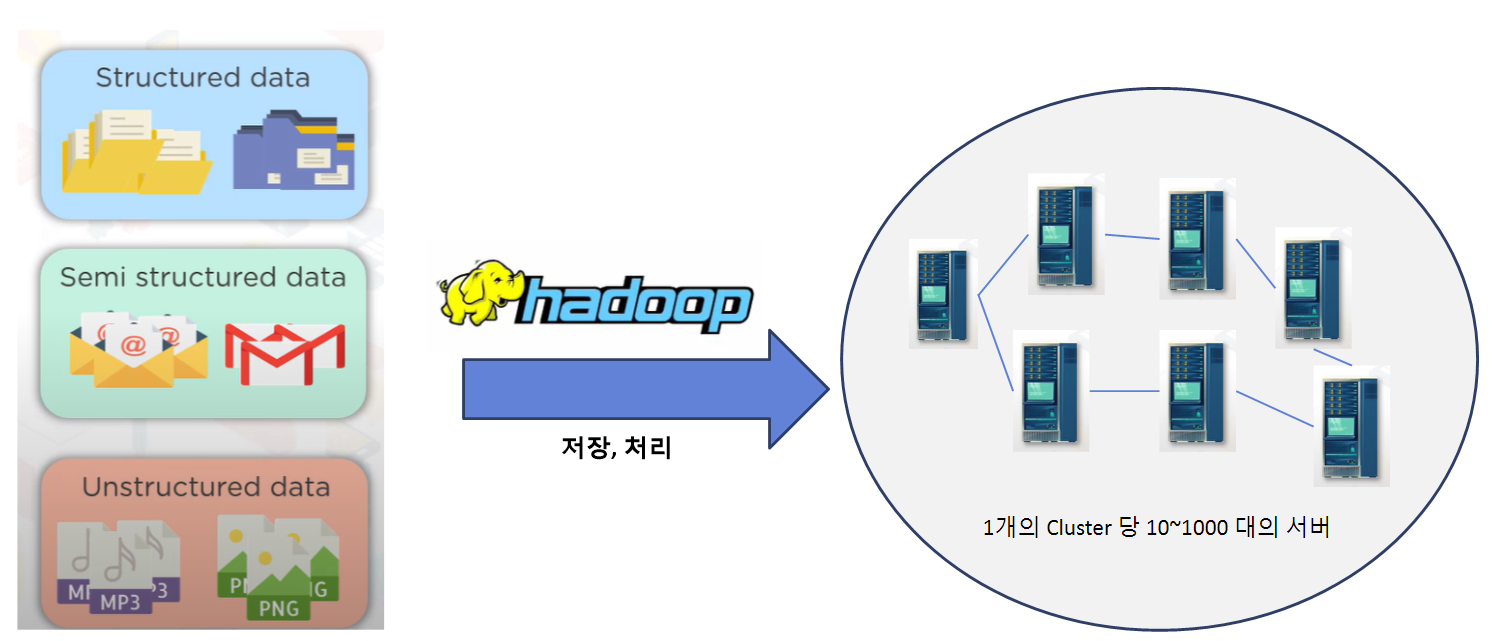 Structured data
Semi structured data
@ @ @
Unstructured data
MP3
PNG
hadoop
저장, 처리
1개의 Cluster 당 10~1000 대의 서버